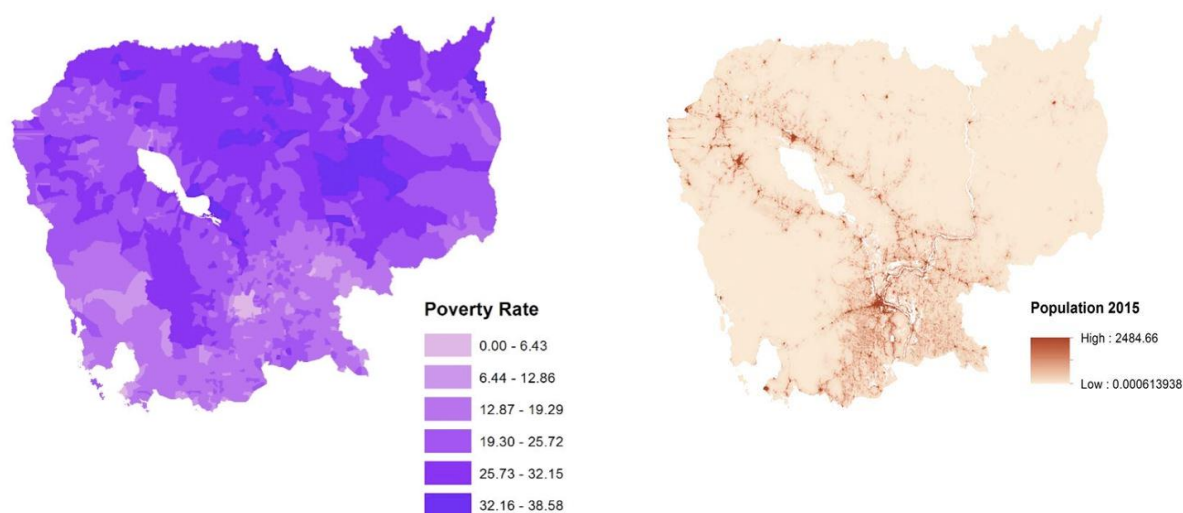 Poverty Rate
0.00 - 6.43
6.44 - 12.86
12.87 - 19.29
19.30 - 25.72
25.73 - 32.15
32.16 - 38.58
Population 2015
High : 2484.66
Low : 0.000613938